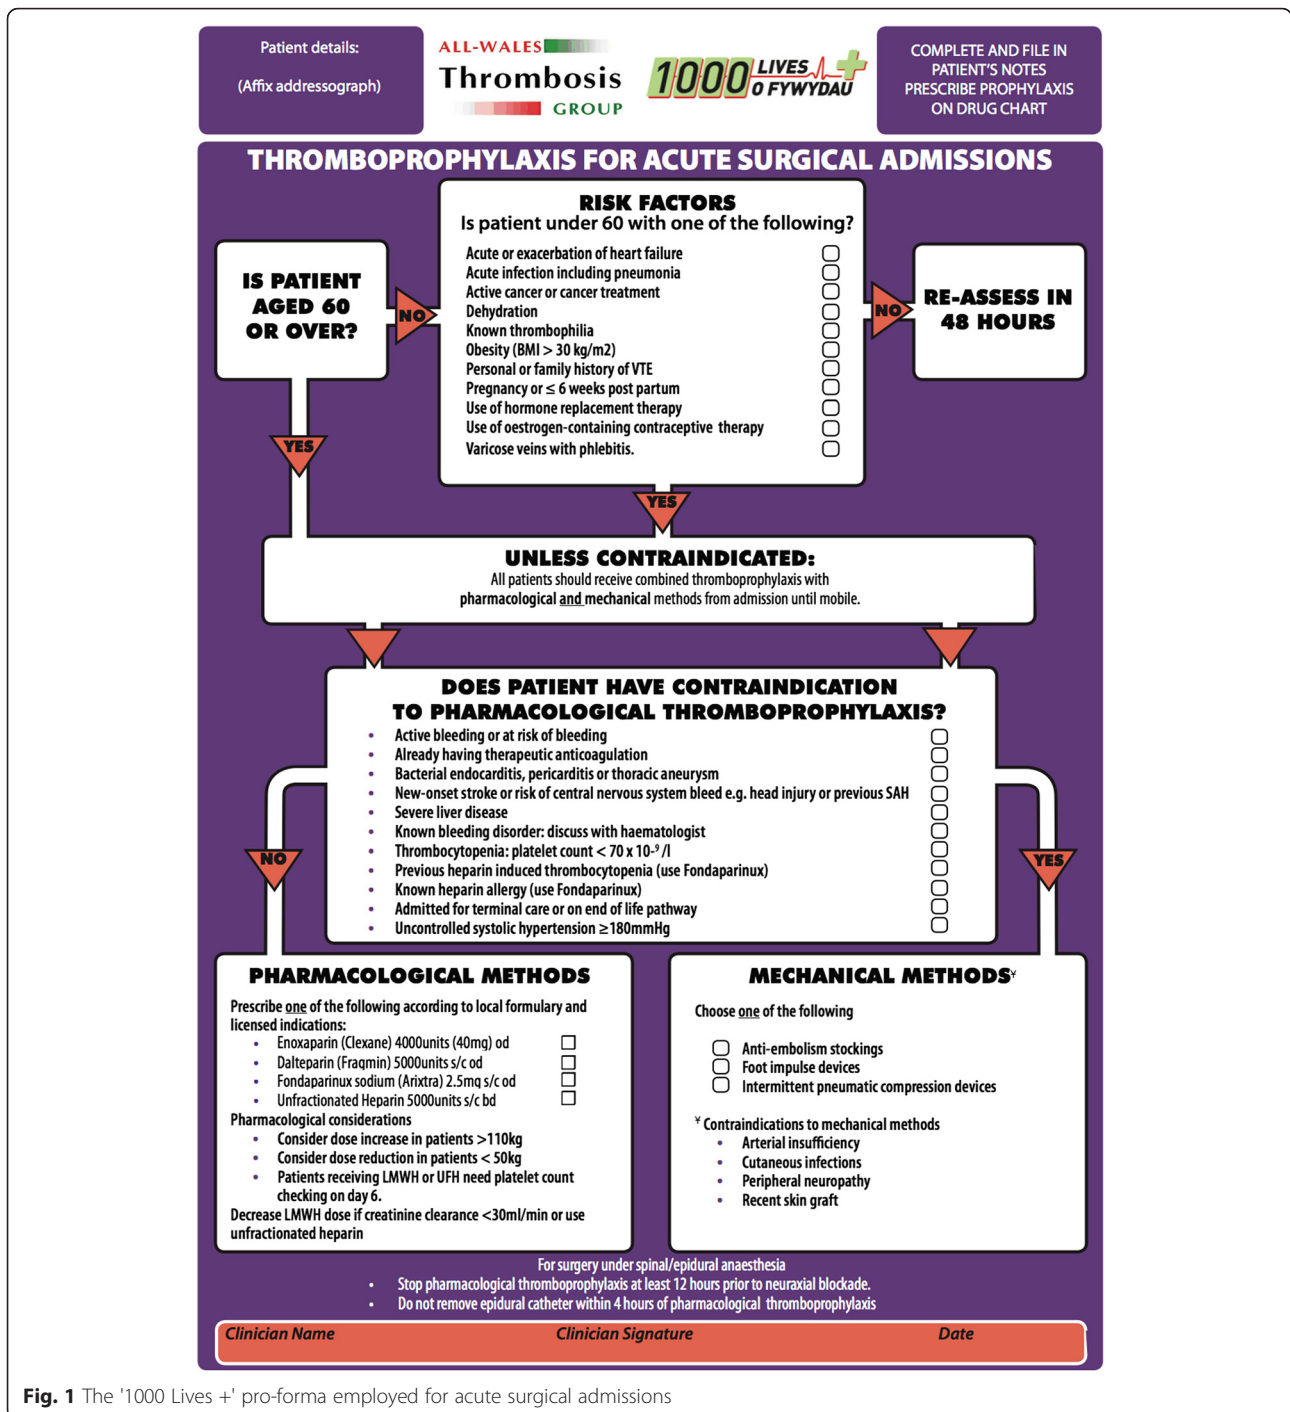 Patient details:
(Affix addressograph)
ALL-WALES
Thrombosis
GROUP
1000 LIVES +
O FYWYDAU
COMPLETE AND FILE IN
PATIENT'S NOTES
PRESCRIBE PROPHYLAXIS
ON DRUG CHART
THROMBOPROPHYLAXIS FOR ACUTE SURGICAL ADMISSIONS
IS PATIENT
AGED 60
OR OVER?
NO
YES
RISK FACTORS
Is patient under 60 with one of the following?
Acute or exacerbation of heart failure
Acute infection including pneumonia
Active cancer or cancer treatment
Dehydration
Known thrombophilia
Obesity (BMI > 30 kg/m2)
Personal or family history of VTE
Pregnancy or ≤ 6 weeks post partum
Use of hormone replacement therapy
Use of oestrogen-containing contraceptive therapy
Varicose veins with phlebitis.
NO
RE-ASSESS IN
48 HOURS
YES
UNLESS CONTRAINDICATED:
All patients should receive combined thromboprophylaxis with
pharmacological and mechanical methods from admission until mobile.
DOES PATIENT HAVE CONTRAINDICATION
TO PHARMACOLOGICAL THROMBOPROPHYLAXIS?
• Active bleeding or at risk of bleeding
• Already having therapeutic anticoagulation
• Bacterial endocarditis, pericarditis or thoracic aneurysm
• New-onset stroke or risk of central nervous system bleed e.g. head injury or previous SAH
• Severe liver disease
• Known bleeding disorder: discuss with haematologist
• Thrombocytopenia: platelet count < 70 x 10-⁹ /l
• Previous heparin induced thrombocytopenia (use Fondaparinux)
• Known heparin allergy (use Fondaparinux)
• Admitted for terminal care or on end of life pathway
• Uncontrolled systolic hypertension ≥180mmHg
NO
YES
PHARMACOLOGICAL METHODS
Prescribe one of the following according to local formulary and
licensed indications:
• Enoxaparin (Clexane) 4000units (40mg) od
• Dalteparin (Fragmin) 5000units s/c od
• Fondaparinux sodium (Arixtra) 2.5mg s/c od
• Unfractionated Heparin 5000units s/c bd
Pharmacological considerations
• Consider dose increase in patients >110kg
• Consider dose reduction in patients < 50kg
• Patients receiving LMWH or UFH need platelet count
checking on day 6.
Decrease LMWH dose if creatinine clearance <30ml/min or use
unfractionated heparin
MECHANICAL METHODS¥
Choose one of the following
Anti-embolism stockings
Foot impulse devices
Intermittent pneumatic compression devices
¥ Contraindications to mechanical methods
• Arterial insufficiency
• Cutaneous infections
• Peripheral neuropathy
• Recent skin graft
For surgery under spinal/epidural anaesthesia
• Stop pharmacological thromboprophylaxis at least 12 hours prior to neuraxial blockade.
• Do not remove epidural catheter within 4 hours of pharmacological thromboprophylaxis
Clinician Name Clinician Signature Date
Fig. 1 The '1000 Lives +' pro-forma employed for acute surgical admissions